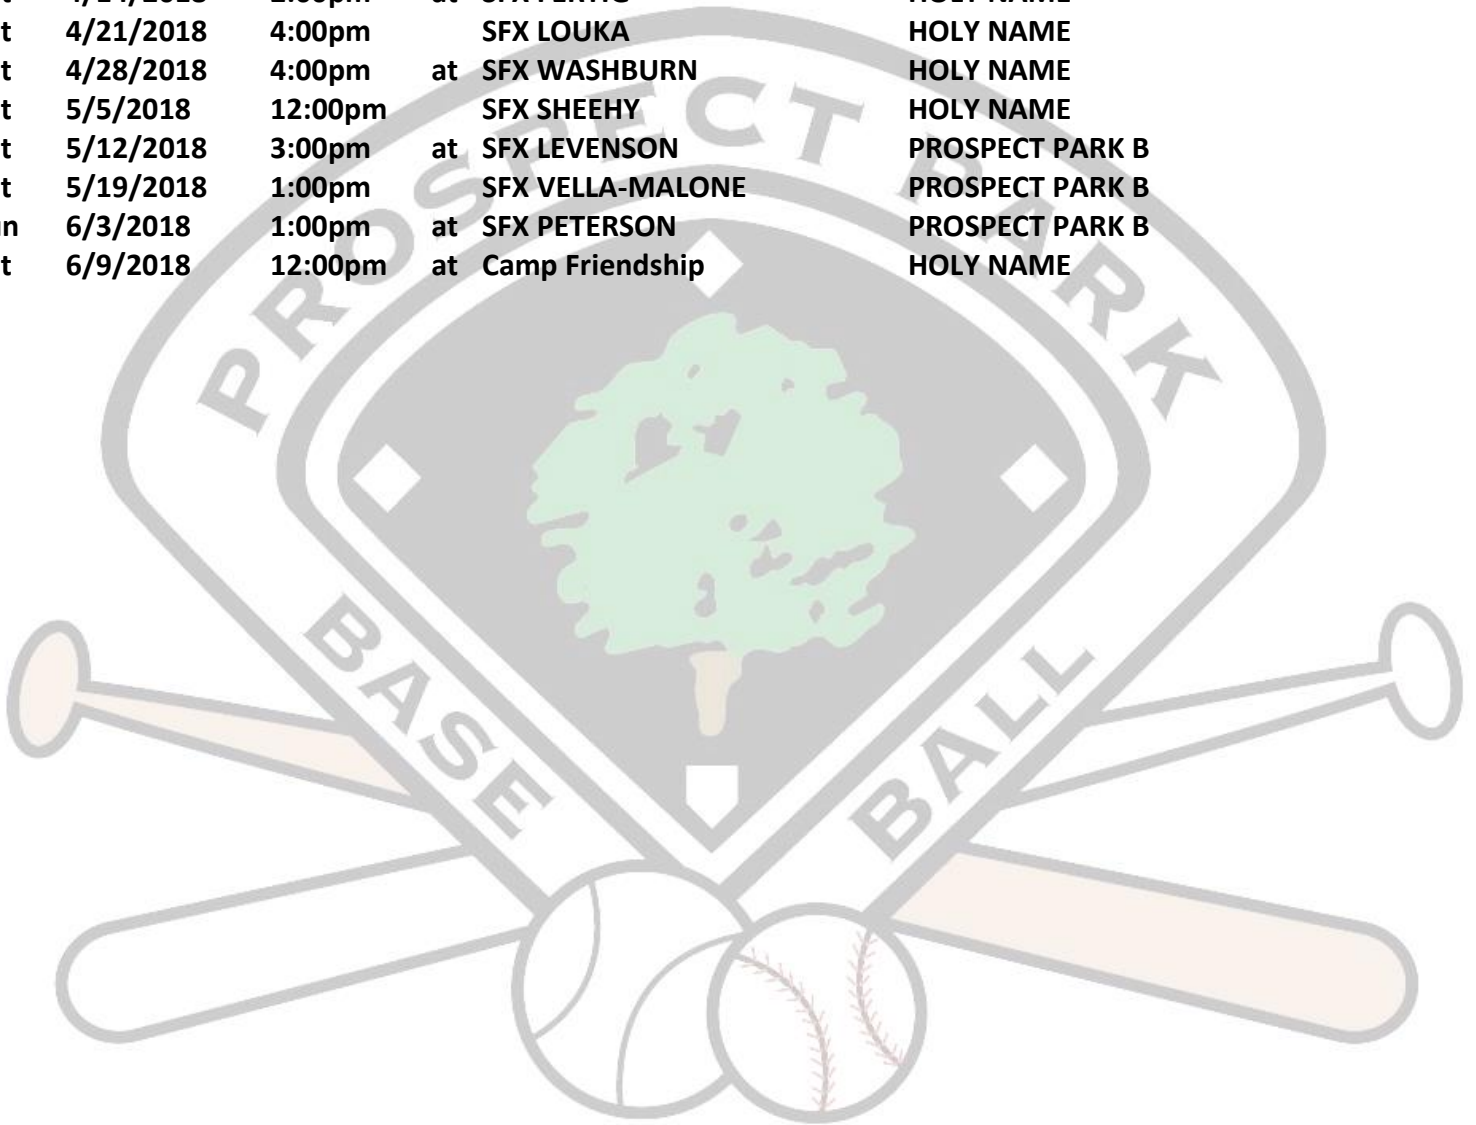 t 4/21/2018 4:00pm SFX LOUKA HOLY NAME
t 4/28/2018 4:00pm at SFX WASHBURN HOLY NAME
t 5/5/2018 12:00pm SFX SHEEHY HOLY NAME
t 5/12/2018 3:00pm at SFX LEVENSON PROSPECT PARK B
t 5/19/2018 1:00pm SFX VELLA-MALONE PROSPECT PARK B
n 6/3/2018 1:00pm at SFX PETERSON PROSPECT PARK B
t 6/9/2018 12:00pm at Camp Friendship HOLY NAME
PROSPECT PARK
BASE BALL